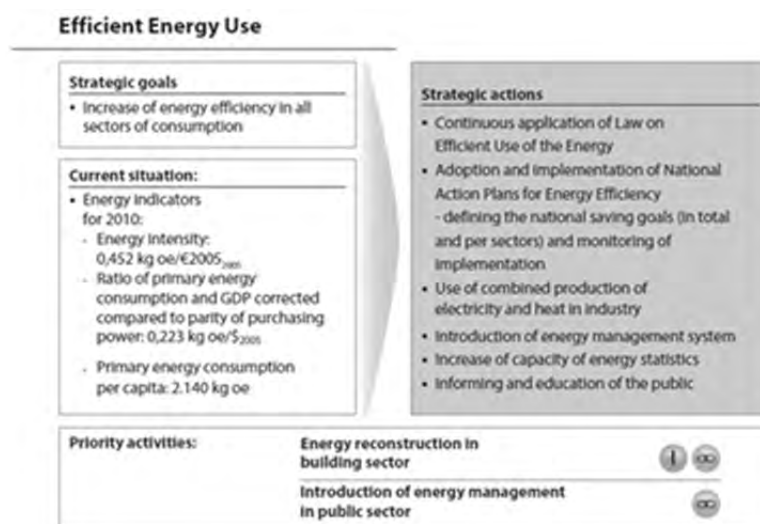 Efficient Energy Use
Strategic goals
• Increase of energy efficiency in all
sectors of consumption
Current situation:
• Energy indicators
for 2010:
- Energy intensity:
0,452 kg oe/€2005₂₀₀₅
- Ratio of primary energy
consumption and GDP corrected
compared to parity of purchasing
power: 0,223 kg oe/$₂₀₀₅
- Primary energy consumption
per capita: 2.140 kg oe
Strategic actions
• Continuous application of Law on
Efficient Use of the Energy
• Adoption and implementation of National
Action Plans for Energy Efficiency
- defining the national saving goals (in total
and per sectors) and monitoring of
implementation
• Use of combined production of
electricity and heat in industry
• Introduction of energy management system
• Increase of capacity of energy statistics
• Informing and education of the public
Priority activities:
Energy reconstruction in
building sector
Introduction of energy management
in public sector